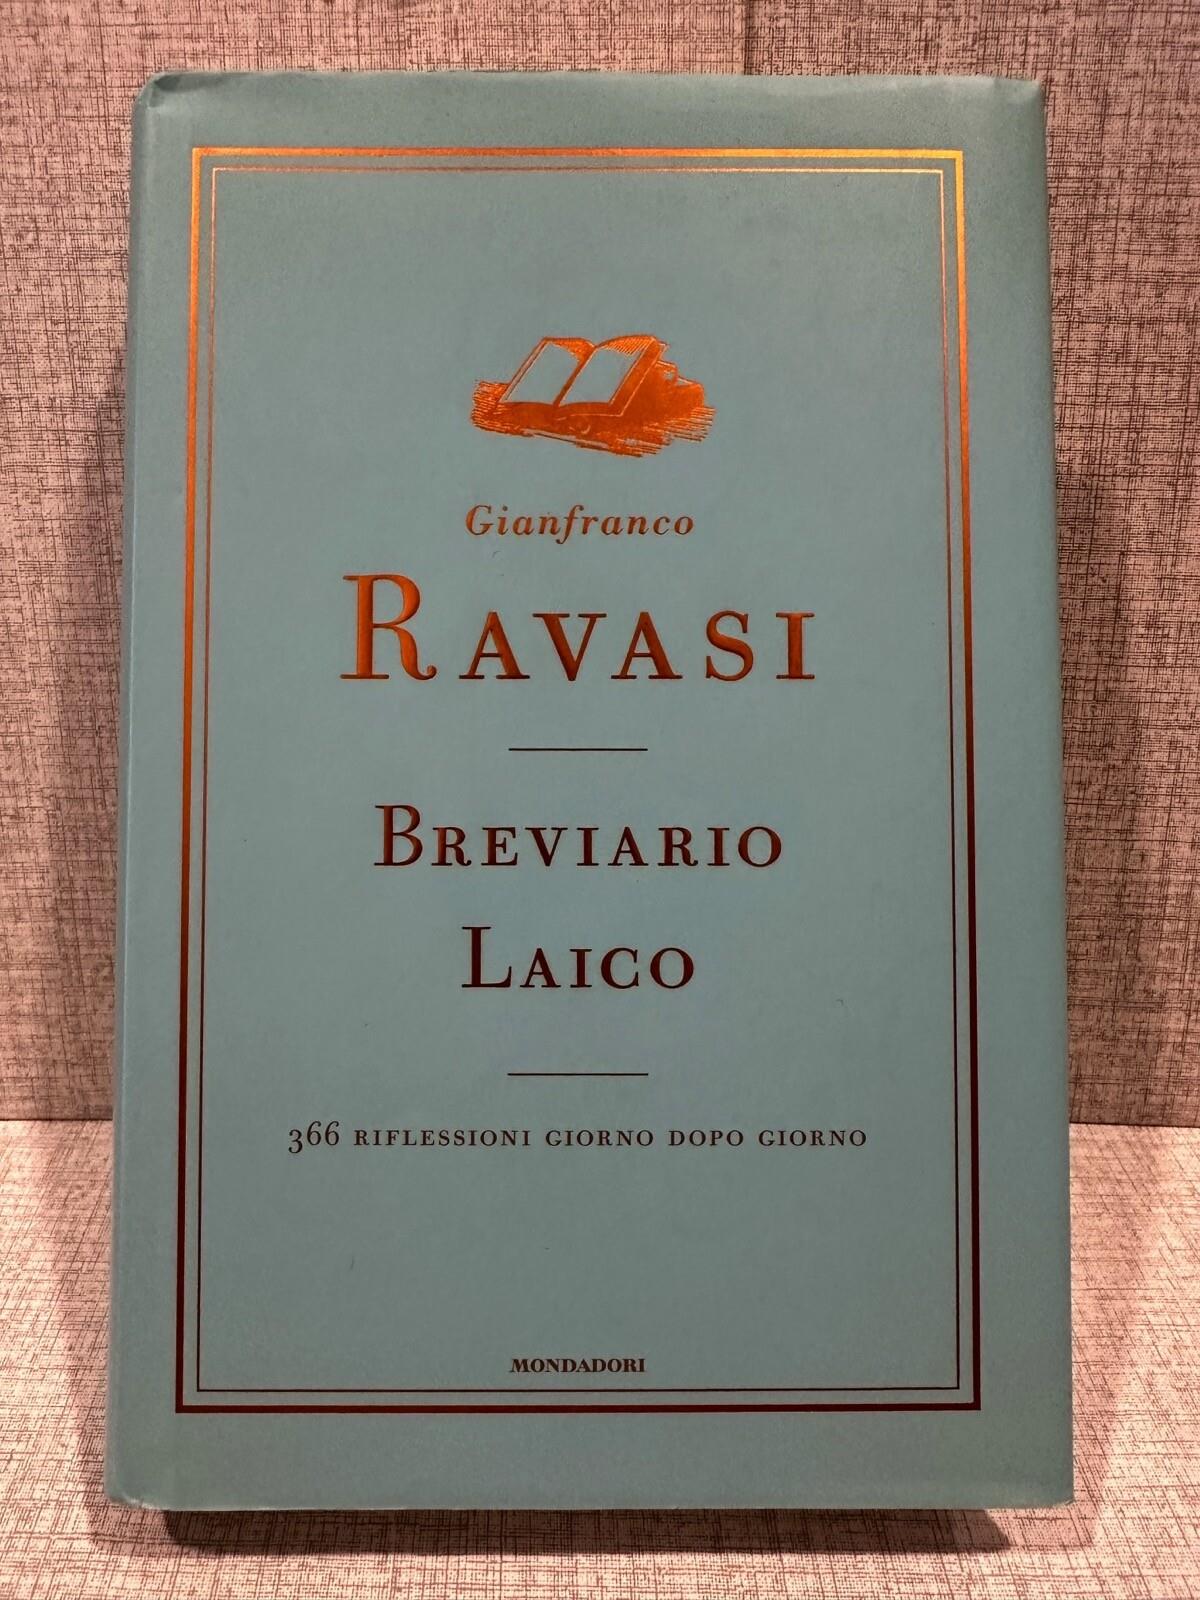 Gianfranco
RAVASI
BREVIARIO
LAICO
366 RIFLESSIONI GIORNO DOPO GIORNO
MONDADORI